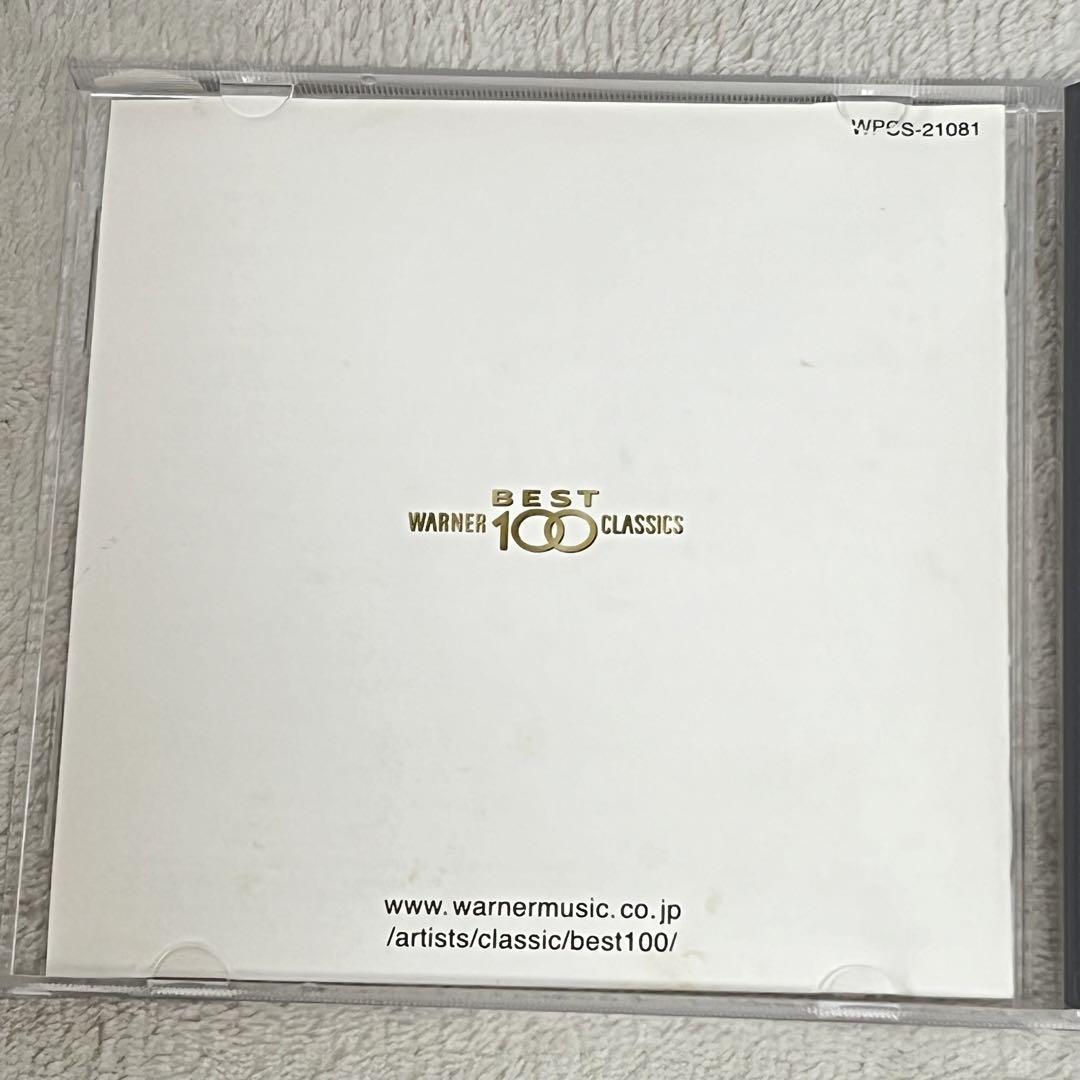 WPCS-21081
BEST
WARNER 100 CLASSICS
www.warnermusic.co.jp
/artists/classic/best100/